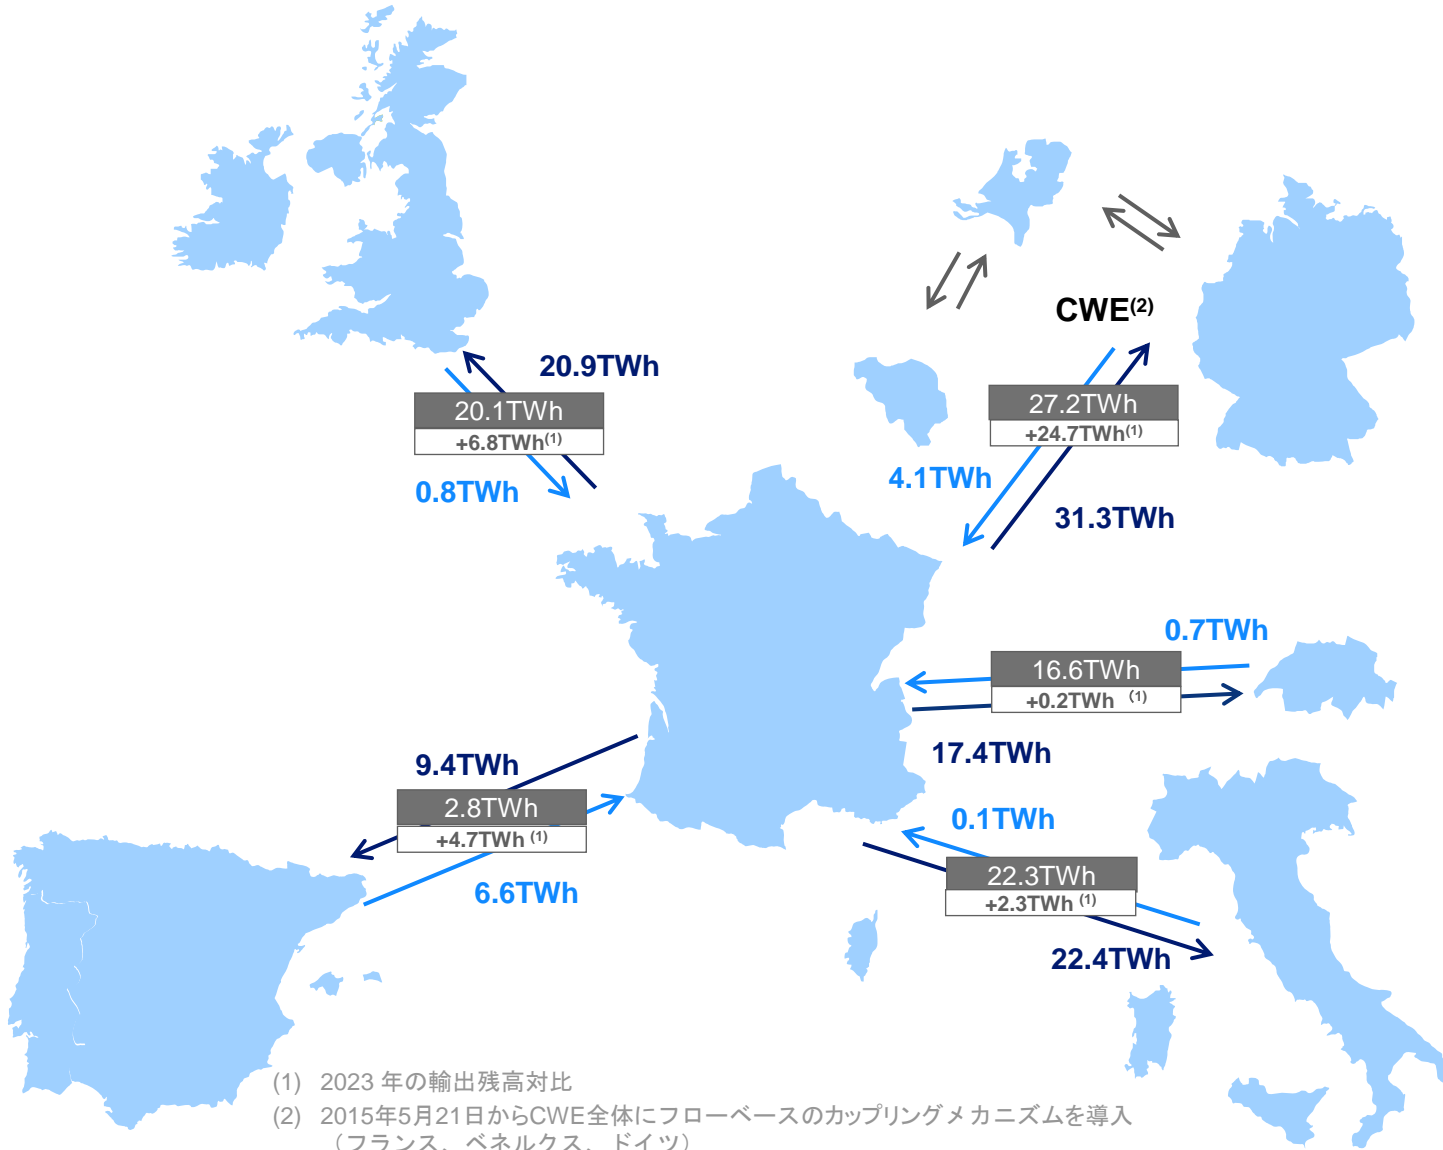 CWE(2)
20.9TWh
20.1TWh
+6.8TWh(1)
0.8TWh
27.2TWh
+24.7TWh(1)
4.1TWh
31.3TWh
0.7TWh
16.6TWh
+0.2TWh (1)
17.4TWh
9.4TWh
2.8TWh
+4.7TWh (1)
6.6TWh
0.1TWh
22.3TWh
+2.3TWh (1)
22.4TWh
(1) 2023 年の輸出残高対比
(2) 2015年5月21日からCWE全体にフローベースのカップリングメカニズムを導入
（フランス、ベネルクス、ドイツ）